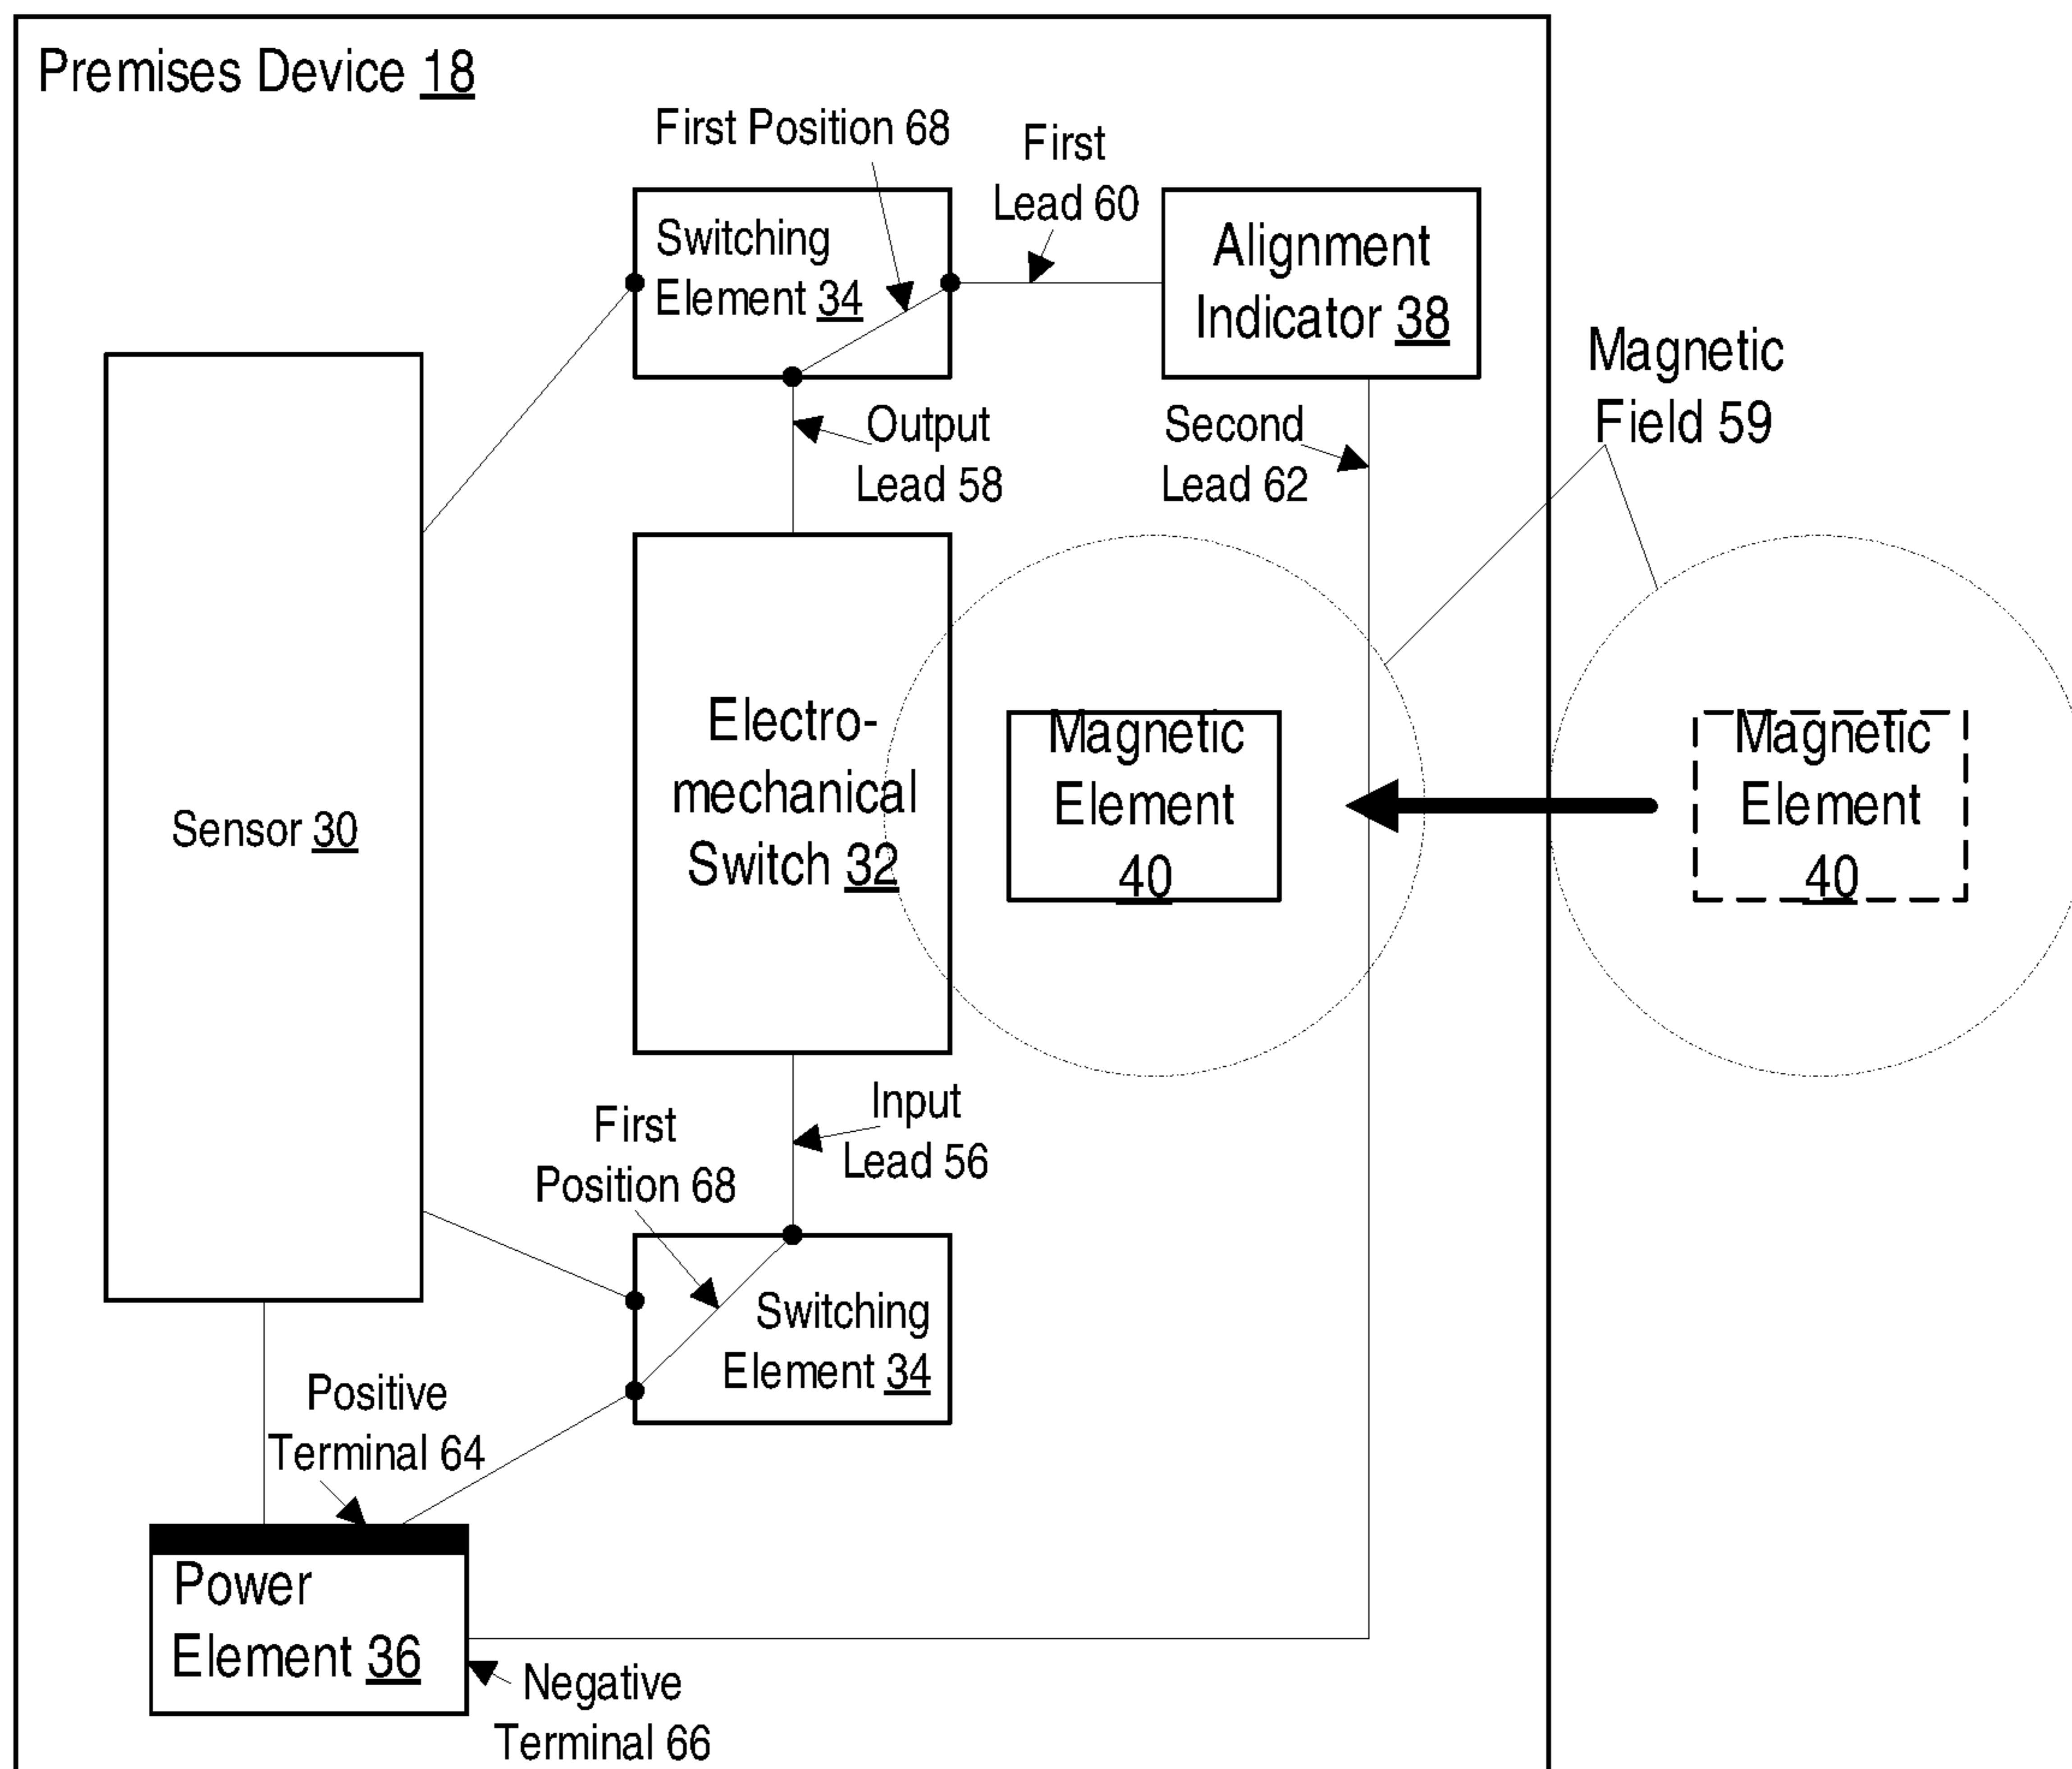 Premises Device 18
First Position 68
First
Lead 60
Switching
Element 34
Alignment
Indicator 38
Magnetic
Field 59
Output
Lead 58
Second
Lead 62
Sensor 30
Electro-
mechanical
Switch 32
Magnetic
Element
40
Magnetic
Element
40
Input
Lead 56
First
Position 68
Switching
Element 34
Positive
Terminal 64
Power
Element 36
Negative
Terminal 66